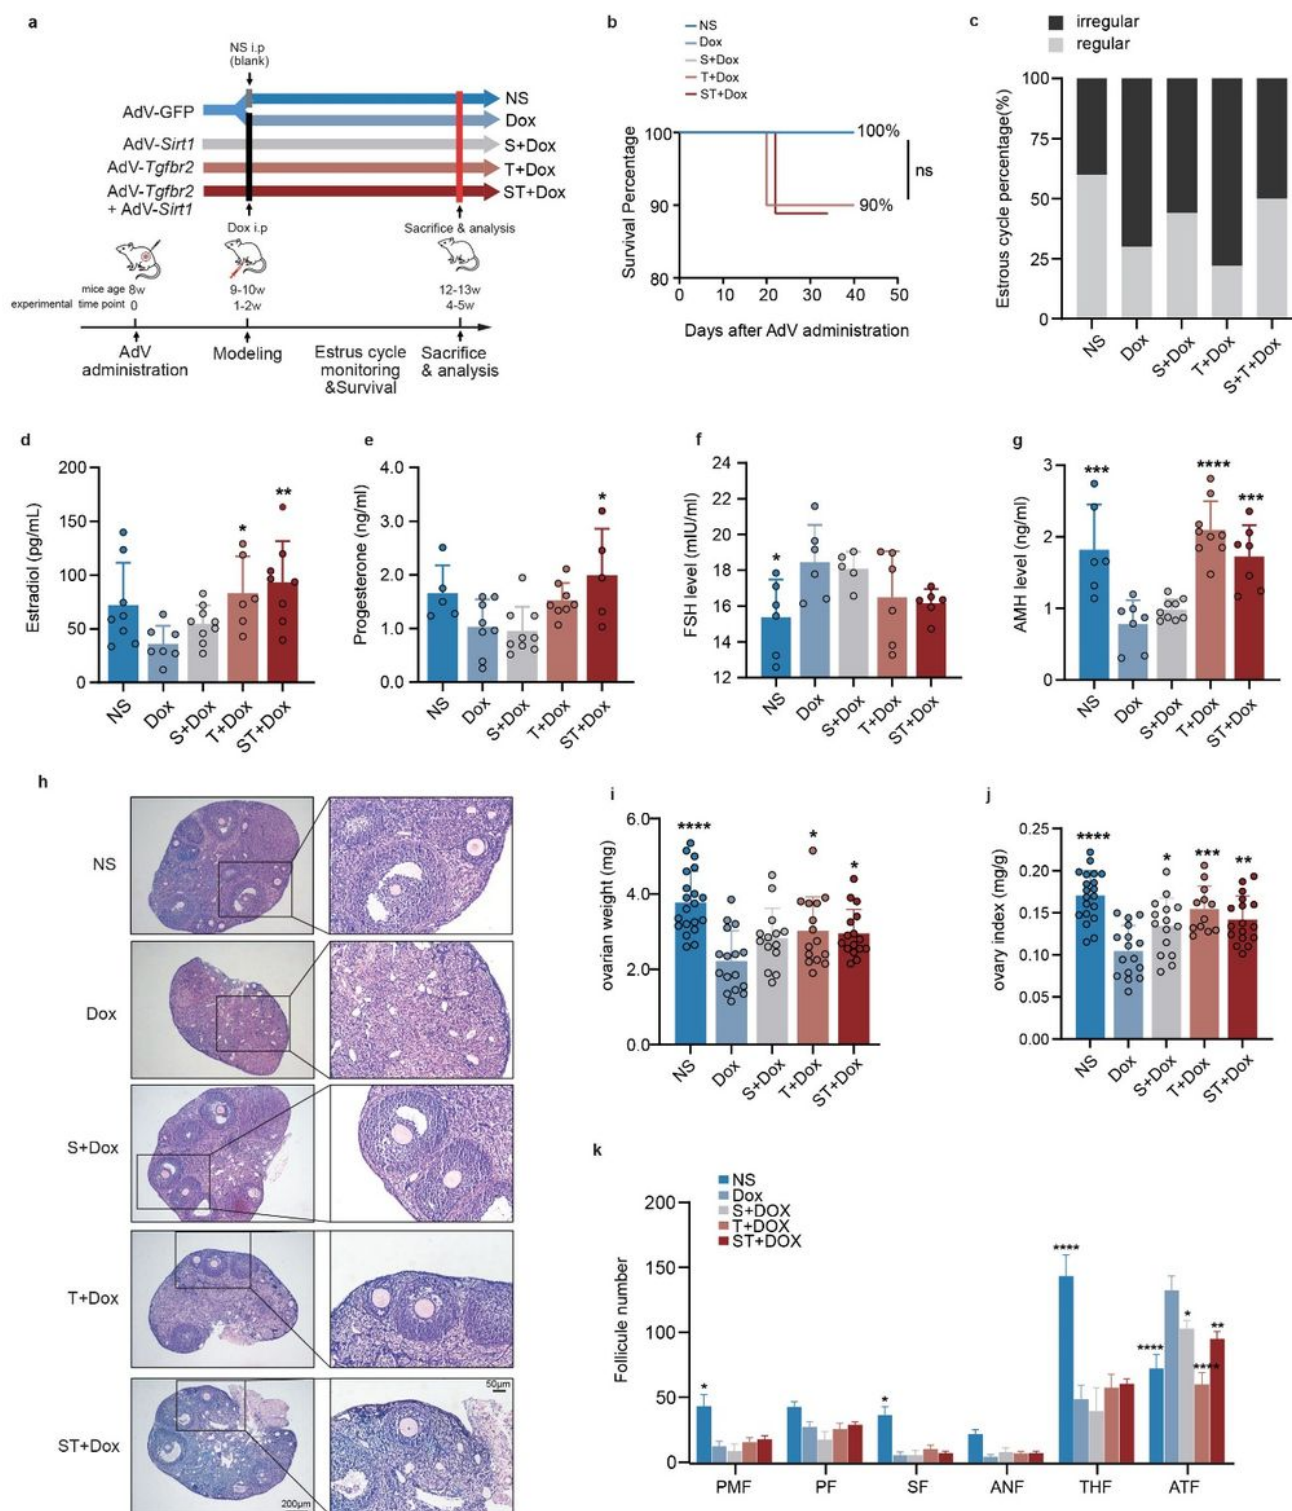 a
NS i.p
(blank)
AdV-GFP
NS
Dox
AdV-Sirt1
S+Dox
AdV-Tgfbr2
T+Dox
AdV-Tgfbr2
+ AdV-Sirt1
ST+Dox
Dox i.p
Sacrifice & analysis
mice age 8w
9-10w
12-13w
experimental time point 0
1-2w
4-5w
AdV
administration
Modeling
Estrus cycle
monitoring
&Survival
Sacrifice
& analysis
b
NS
Dox
S+Dox
T+Dox
ST+Dox
Survival Percentage
100
90
80
100%
90%
ns
0 10 20 30 40 50
Days after AdV administration
c
irregular
regular
Estrous cycle percentage(%)
100
75
50
25
0
NS Dox S+Dox T+Dox S+T+Dox
d
Estradiol (pg/mL)
200
150
100
50
0
* **
NS Dox S+Dox T+Dox ST+Dox
e
Progesterone (ng/ml)
4.0
3.0
2.0
1.0
0.0
*
NS Dox S+Dox T+Dox ST+Dox
f
FSH level (mIU/ml)
24
22
20
18
16
14
12
*
NS Dox S+Dox T+Dox ST+Dox
g
AMH level (ng/ml)
3
2
1
0
*** **** ***
NS Dox S+Dox T+Dox ST+Dox
h
NS
Dox
S+Dox
T+Dox
ST+Dox
50μm
200μm
i
ovarian weight (mg)
6.0
4.0
2.0
0.0
**** * *
NS Dox S+Dox T+Dox ST+Dox
j
ovary index (mg/g)
0.25
0.20
0.15
0.10
0.05
0.00
**** * *** **
NS Dox S+Dox T+Dox ST+Dox
k
NS
Dox
S+DOX
T+DOX
ST+DOX
Follicule number
200
150
100
50
0
* * **** **** * **** **
PMF PF SF ANF THF ATF